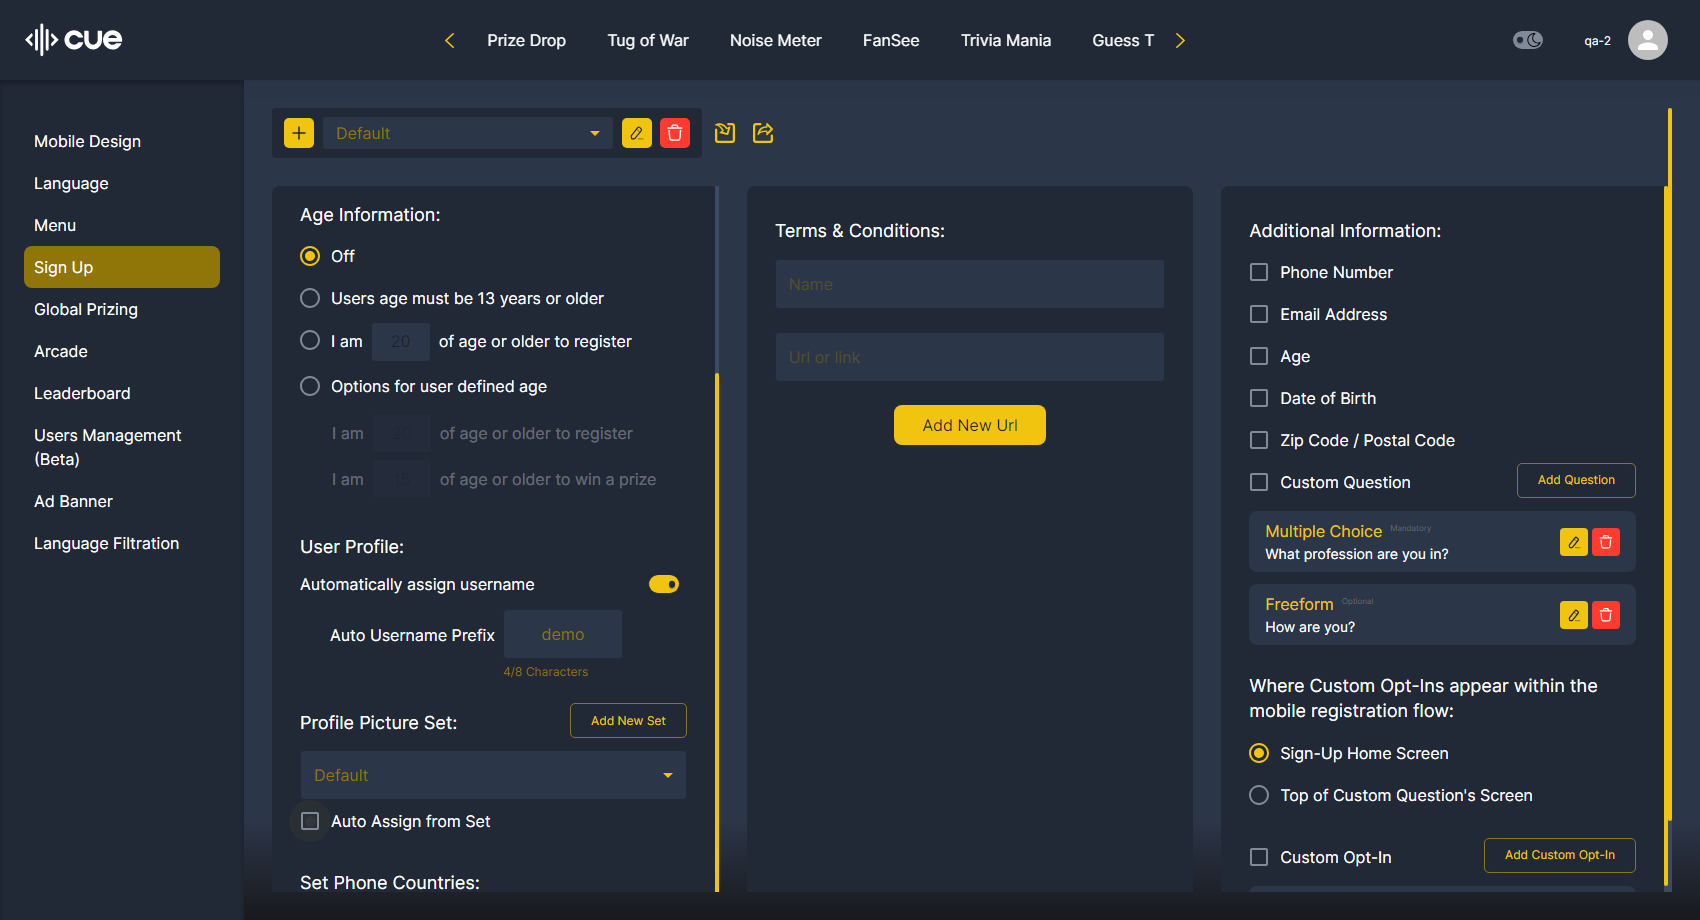 cue
Prize Drop
Tug of War
Noise Meter
FanSee
Trivia Mania
Guess T
qa-2
Mobile Design
Language
Menu
Sign Up
Global Prizing
Arcade
Leaderboard
Users Management
(Beta)
Ad Banner
Language Filtration
Default
Age Information:
Off
Users age must be 13 years or older
I am 20 of age or older to register
Options for user defined age
I am 20 of age or older to register
I am 15 of age or older to win a prize
User Profile:
Automatically assign username
Auto Username Prefix demo
4/8 Characters
Profile Picture Set:
Add New Set
Default
Auto Assign from Set
Set Phone Countries:
Terms & Conditions:
Name
Url or link
Add New Url
Additional Information:
Phone Number
Email Address
Age
Date of Birth
Zip Code / Postal Code
Custom Question
Add Question
Multiple Choice Mandatory
What profession are you in?
Freeform Optional
How are you?
Where Custom Opt-Ins appear within the
mobile registration flow:
Sign-Up Home Screen
Top of Custom Question's Screen
Custom Opt-In
Add Custom Opt-In